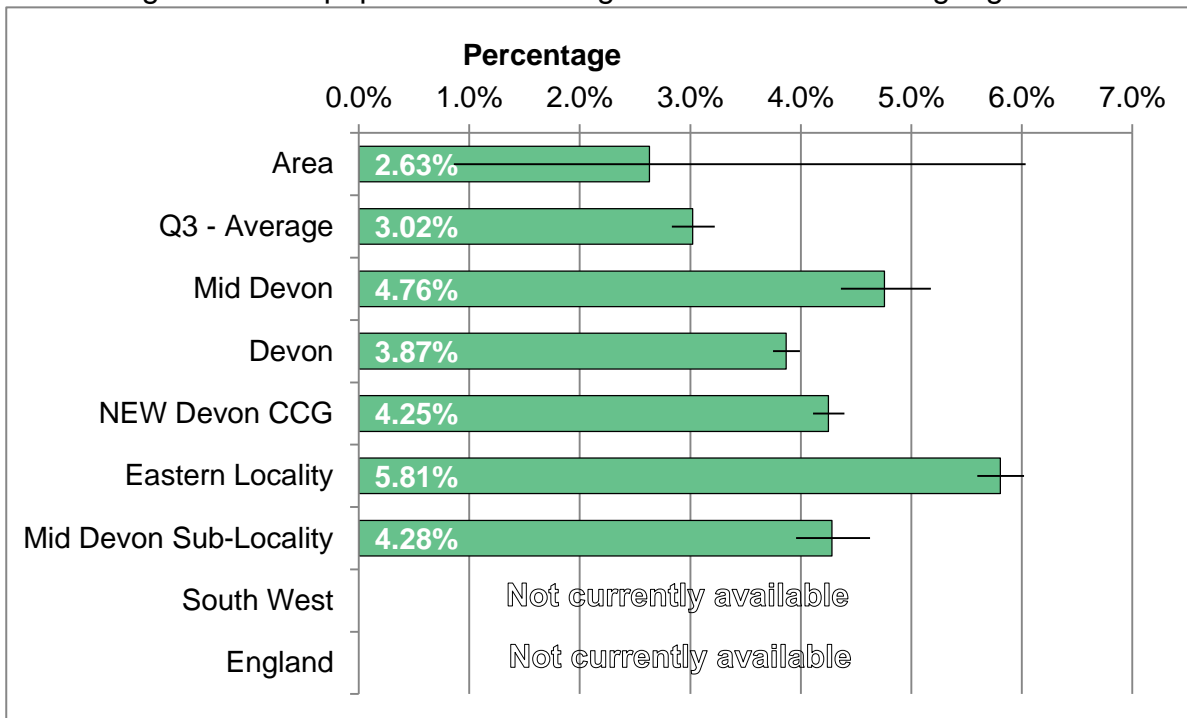 Percentage
0.0% 1.0% 2.0% 3.0% 4.0% 5.0% 6.0% 7.0%
Area 2.63%
Q3 - Average 3.02%
Mid Devon 4.76%
Devon 3.87%
NEW Devon CCG 4.25%
Eastern Locality 5.81%
Mid Devon Sub-Locality 4.28%
South West Not currently available
England Not currently available